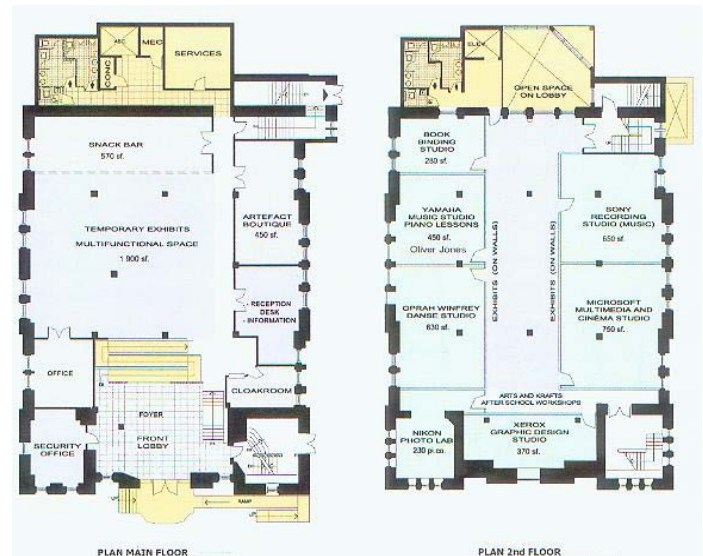 ASC.
MEC
SERVICES
CONC.
SNACK BAR
570 sf.
TEMPORARY EXHIBITS
MULTIFUNCTIONAL SPACE
1 900 sf.
ARTEFACT
BOUTIQUE
450 sf.
- RECEPTION
DESK
- INFORMATION
OFFICE
CLOAKROOM
FOYER
FRONT
LOBBY
SECURITY
OFFICE
RAMP
PLAN MAIN FLOOR
ELEV.
OPEN SPACE
ON LOBBY
BOOK
BINDING
STUDIO
280 sf.
YAMAHA
MUSIC STUDIO
PIANO LESSONS
450 sf.
Oliver Jones
SONY
RECORDING
STUDIO (MUSIC)
650 sf.
EXHIBITS (ON WALLS)
EXHIBITS (ON WALLS)
OPRAH WINFREY
DANSE STUDIO
630 sf.
MICROSOFT
MULTIMEDIA AND
CINÉMA STUDIO
750 sf.
ARTS AND KRAFTS
AFTER SCHOOL WORKSHOPS
NIKON
PHOTO LAB
230 pi.ca.
XEROX
GRAPHIC DESIGN
STUDIO
370 sf.
PLAN 2nd FLOOR